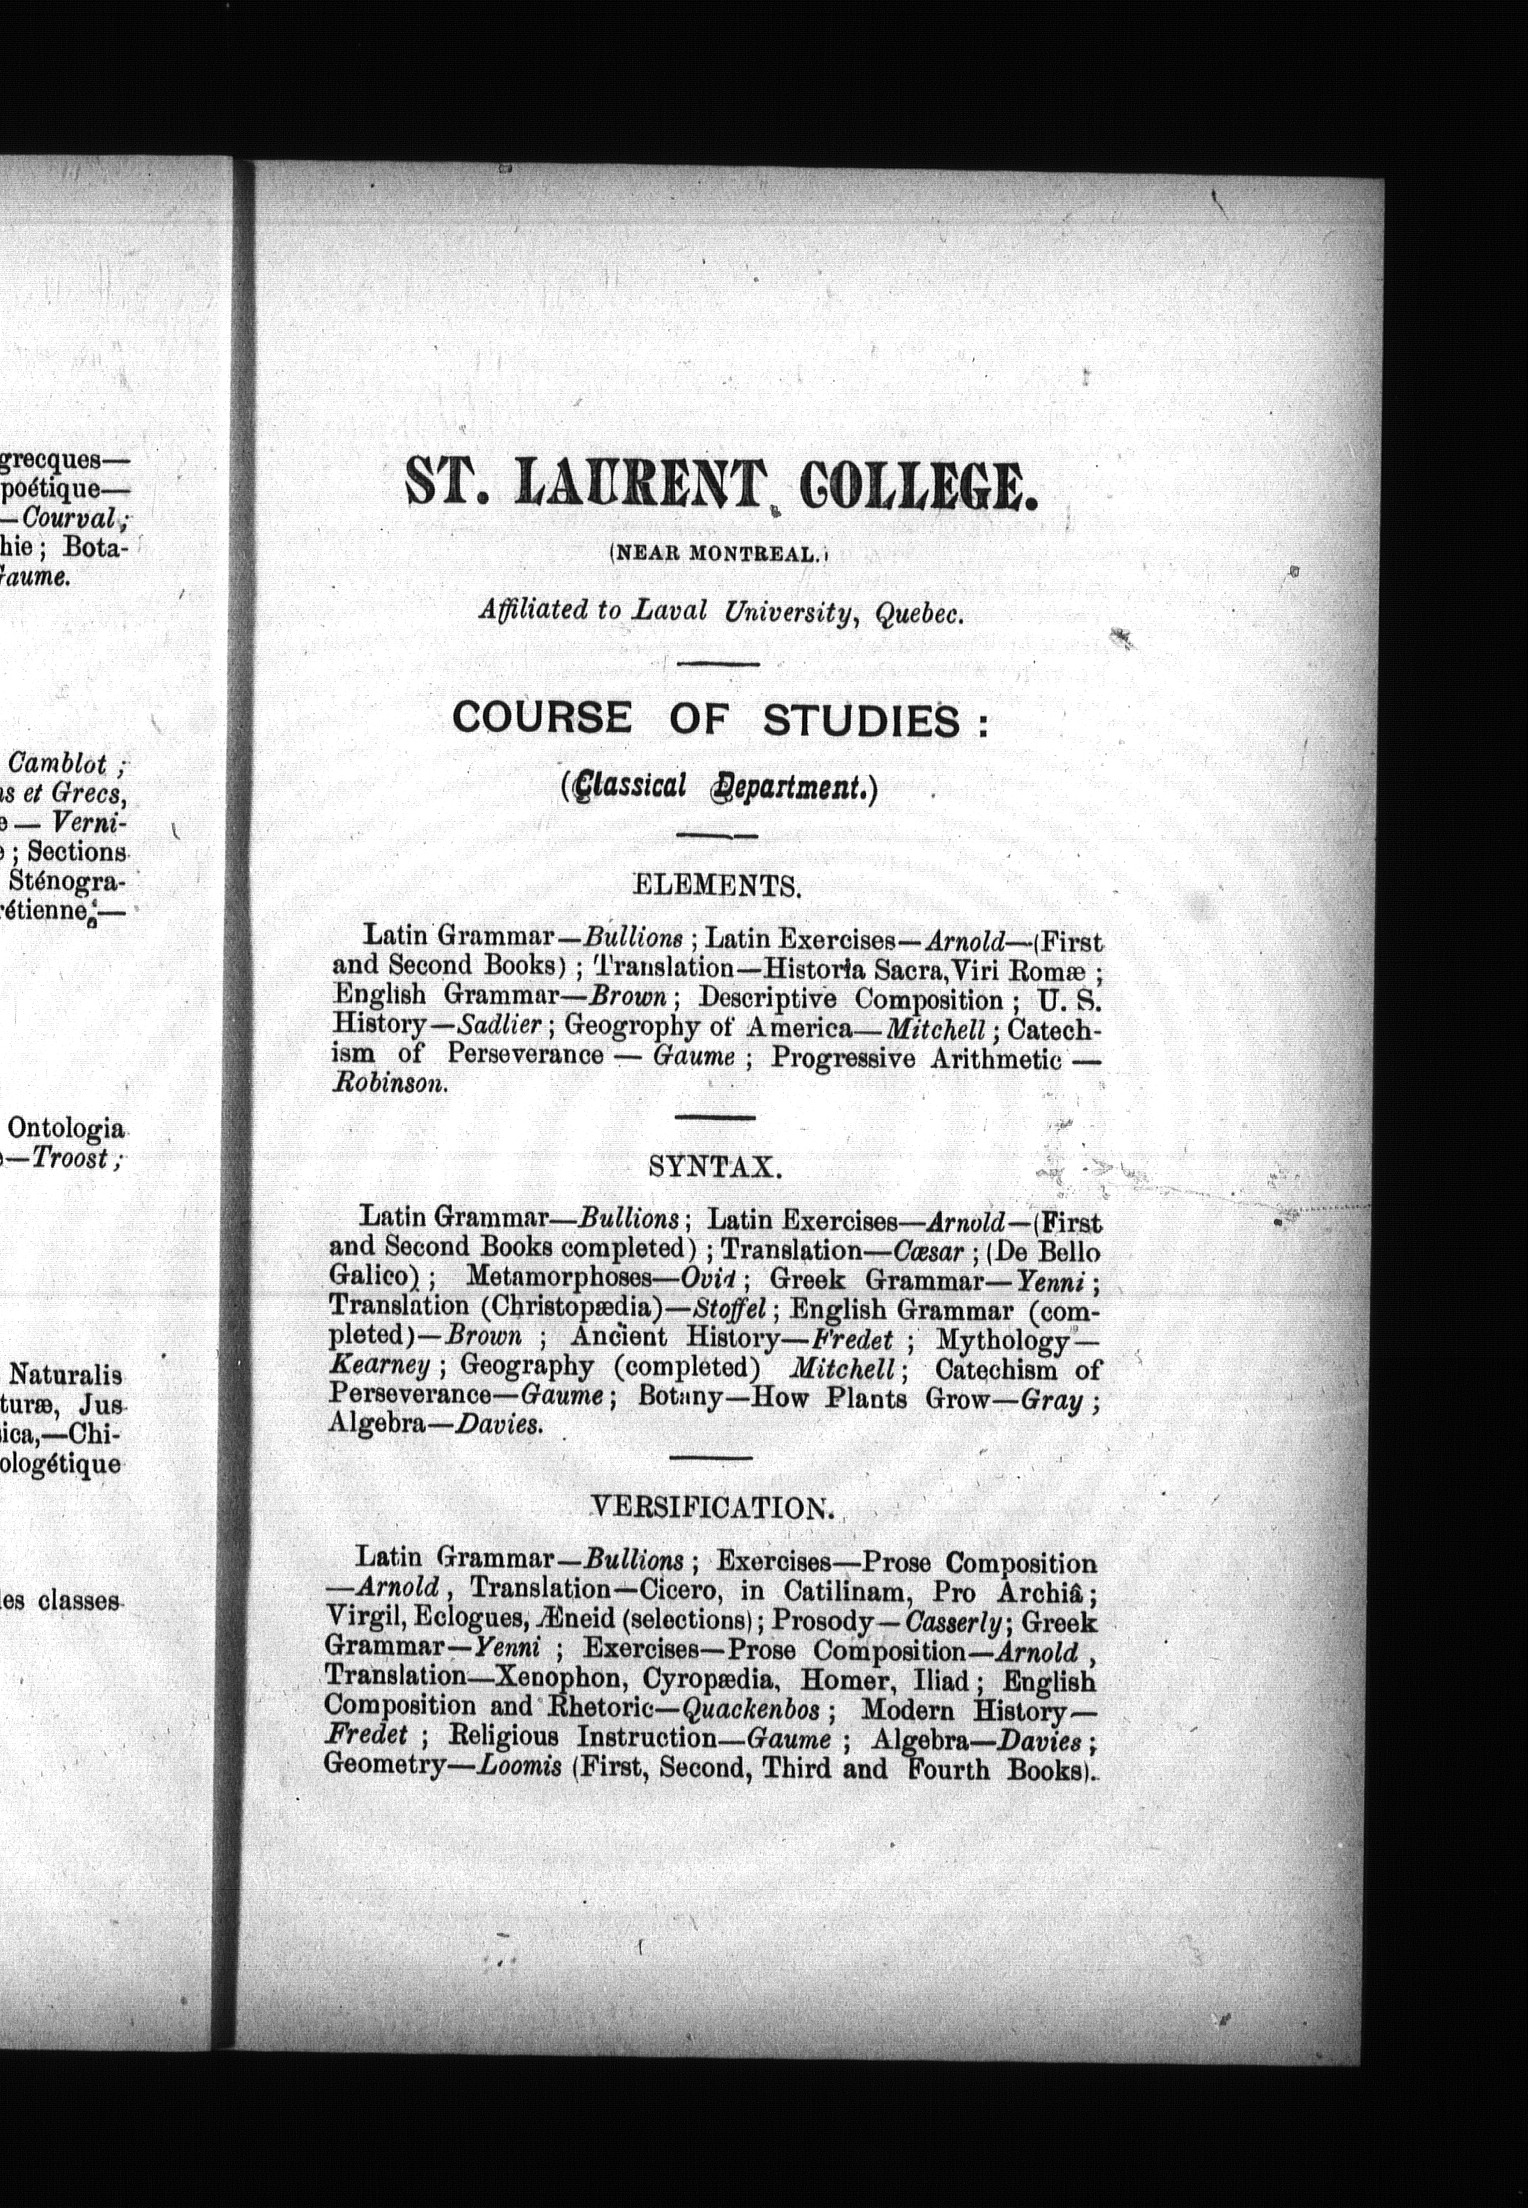 grecques—
poétique—
—Courval;
hie; Bota-
Gaume.
Camblot;
ns et Grecs,
e — Verni-
e; Sections
Sténogra-
rétienne,—
Ontologia
e—Troost;
Naturalis
turæ, Jus
ica,—Chi-
ologétique
les classes
ST. LAURENT COLLEGE.
(NEAR MONTREAL.)
Affiliated to Laval University, Quebec.
COURSE OF STUDIES:
(Classical Department.)
ELEMENTS.
Latin Grammar—Bullions; Latin Exercises—Arnold—(First
and Second Books); Translation—Historia Sacra, Viri Romæ;
English Grammar—Brown; Descriptive Composition; U. S.
History—Sadlier; Geogrophy of America—Mitchell; Catech-
ism of Perseverance — Gaume; Progressive Arithmetic —
Robinson.
SYNTAX.
Latin Grammar—Bullions; Latin Exercises—Arnold—(First
and Second Books completed); Translation—Cæsar; (De Bello
Galico); Metamorphoses—Ovid; Greek Grammar—Yenni;
Translation (Christopædia)—Stoffel; English Grammar (com-
pleted)—Brown; Ancient History—Fredet; Mythology—
Kearney; Geography (completed) Mitchell; Catechism of
Perseverance—Gaume; Botany—How Plants Grow—Gray;
Algebra—Davies.
VERSIFICATION.
Latin Grammar—Bullions; Exercises—Prose Composition
—Arnold, Translation—Cicero, in Catilinam, Pro Archiâ;
Virgil, Eclogues, Æneid (selections); Prosody—Casserly; Greek
Grammar—Yenni; Exercises—Prose Composition—Arnold,
Translation—Xenophon, Cyropædia, Homer, Iliad; English
Composition and Rhetoric—Quackenbos; Modern History—
Fredet; Religious Instruction—Gaume; Algebra—Davies;
Geometry—Loomis (First, Second, Third and Fourth Books).